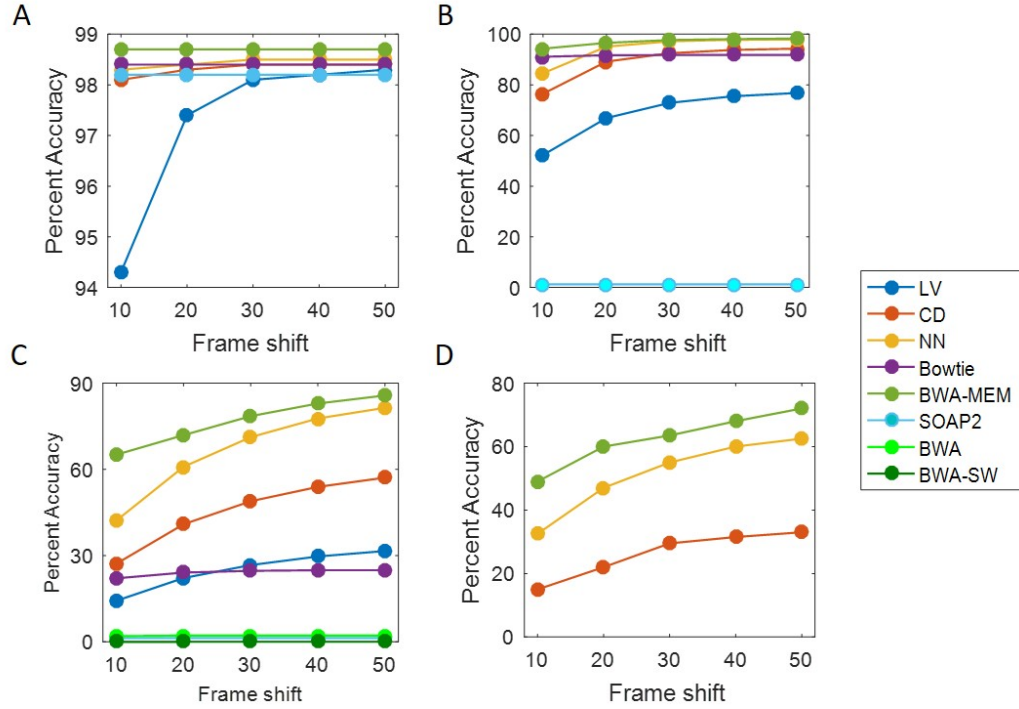 A
Percent Accuracy
99
98
97
96
95
94
10 20 30 40 50
Frame shift
B
Percent Accuracy
100
80
60
40
20
0
10 20 30 40 50
Frame shift
C
Percent Accuracy
90
60
30
0
10 20 30 40 50
Frame shift
D
Percent Accuracy
80
60
40
20
0
10 20 30 40 50
Frame shift
LV
CD
NN
Bowtie
BWA-MEM
SOAP2
BWA
BWA-SW